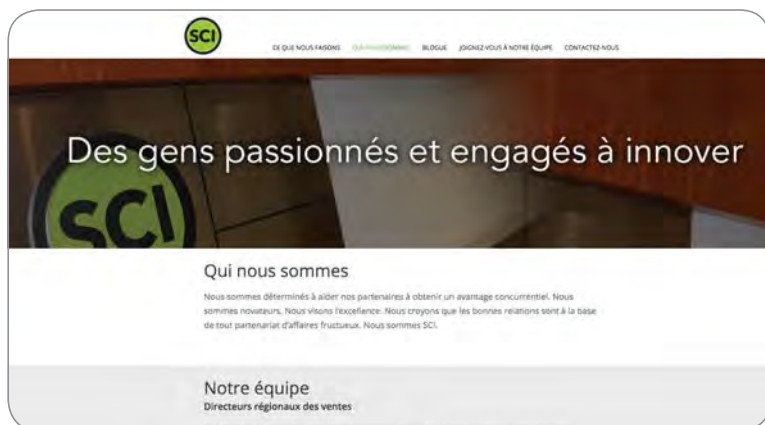 SCI
CE QUE NOUS FAISONS QUI NOUS SOMMES BLOGUE JOIGNEZ-VOUS À NOTRE ÉQUIPE CONTACTEZ-NOUS
Des gens passionnés et engagés à innover
SCI
Qui nous sommes
Nous sommes déterminés à aider nos partenaires à obtenir un avantage concurrentiel. Nous
sommes novateurs. Nous visons l'excellence. Nous croyons que les bonnes relations sont à la base
de tout partenariat d'affaires frustueux. Nous sommes SCI.
Notre équipe
Directeurs régionaux des ventes